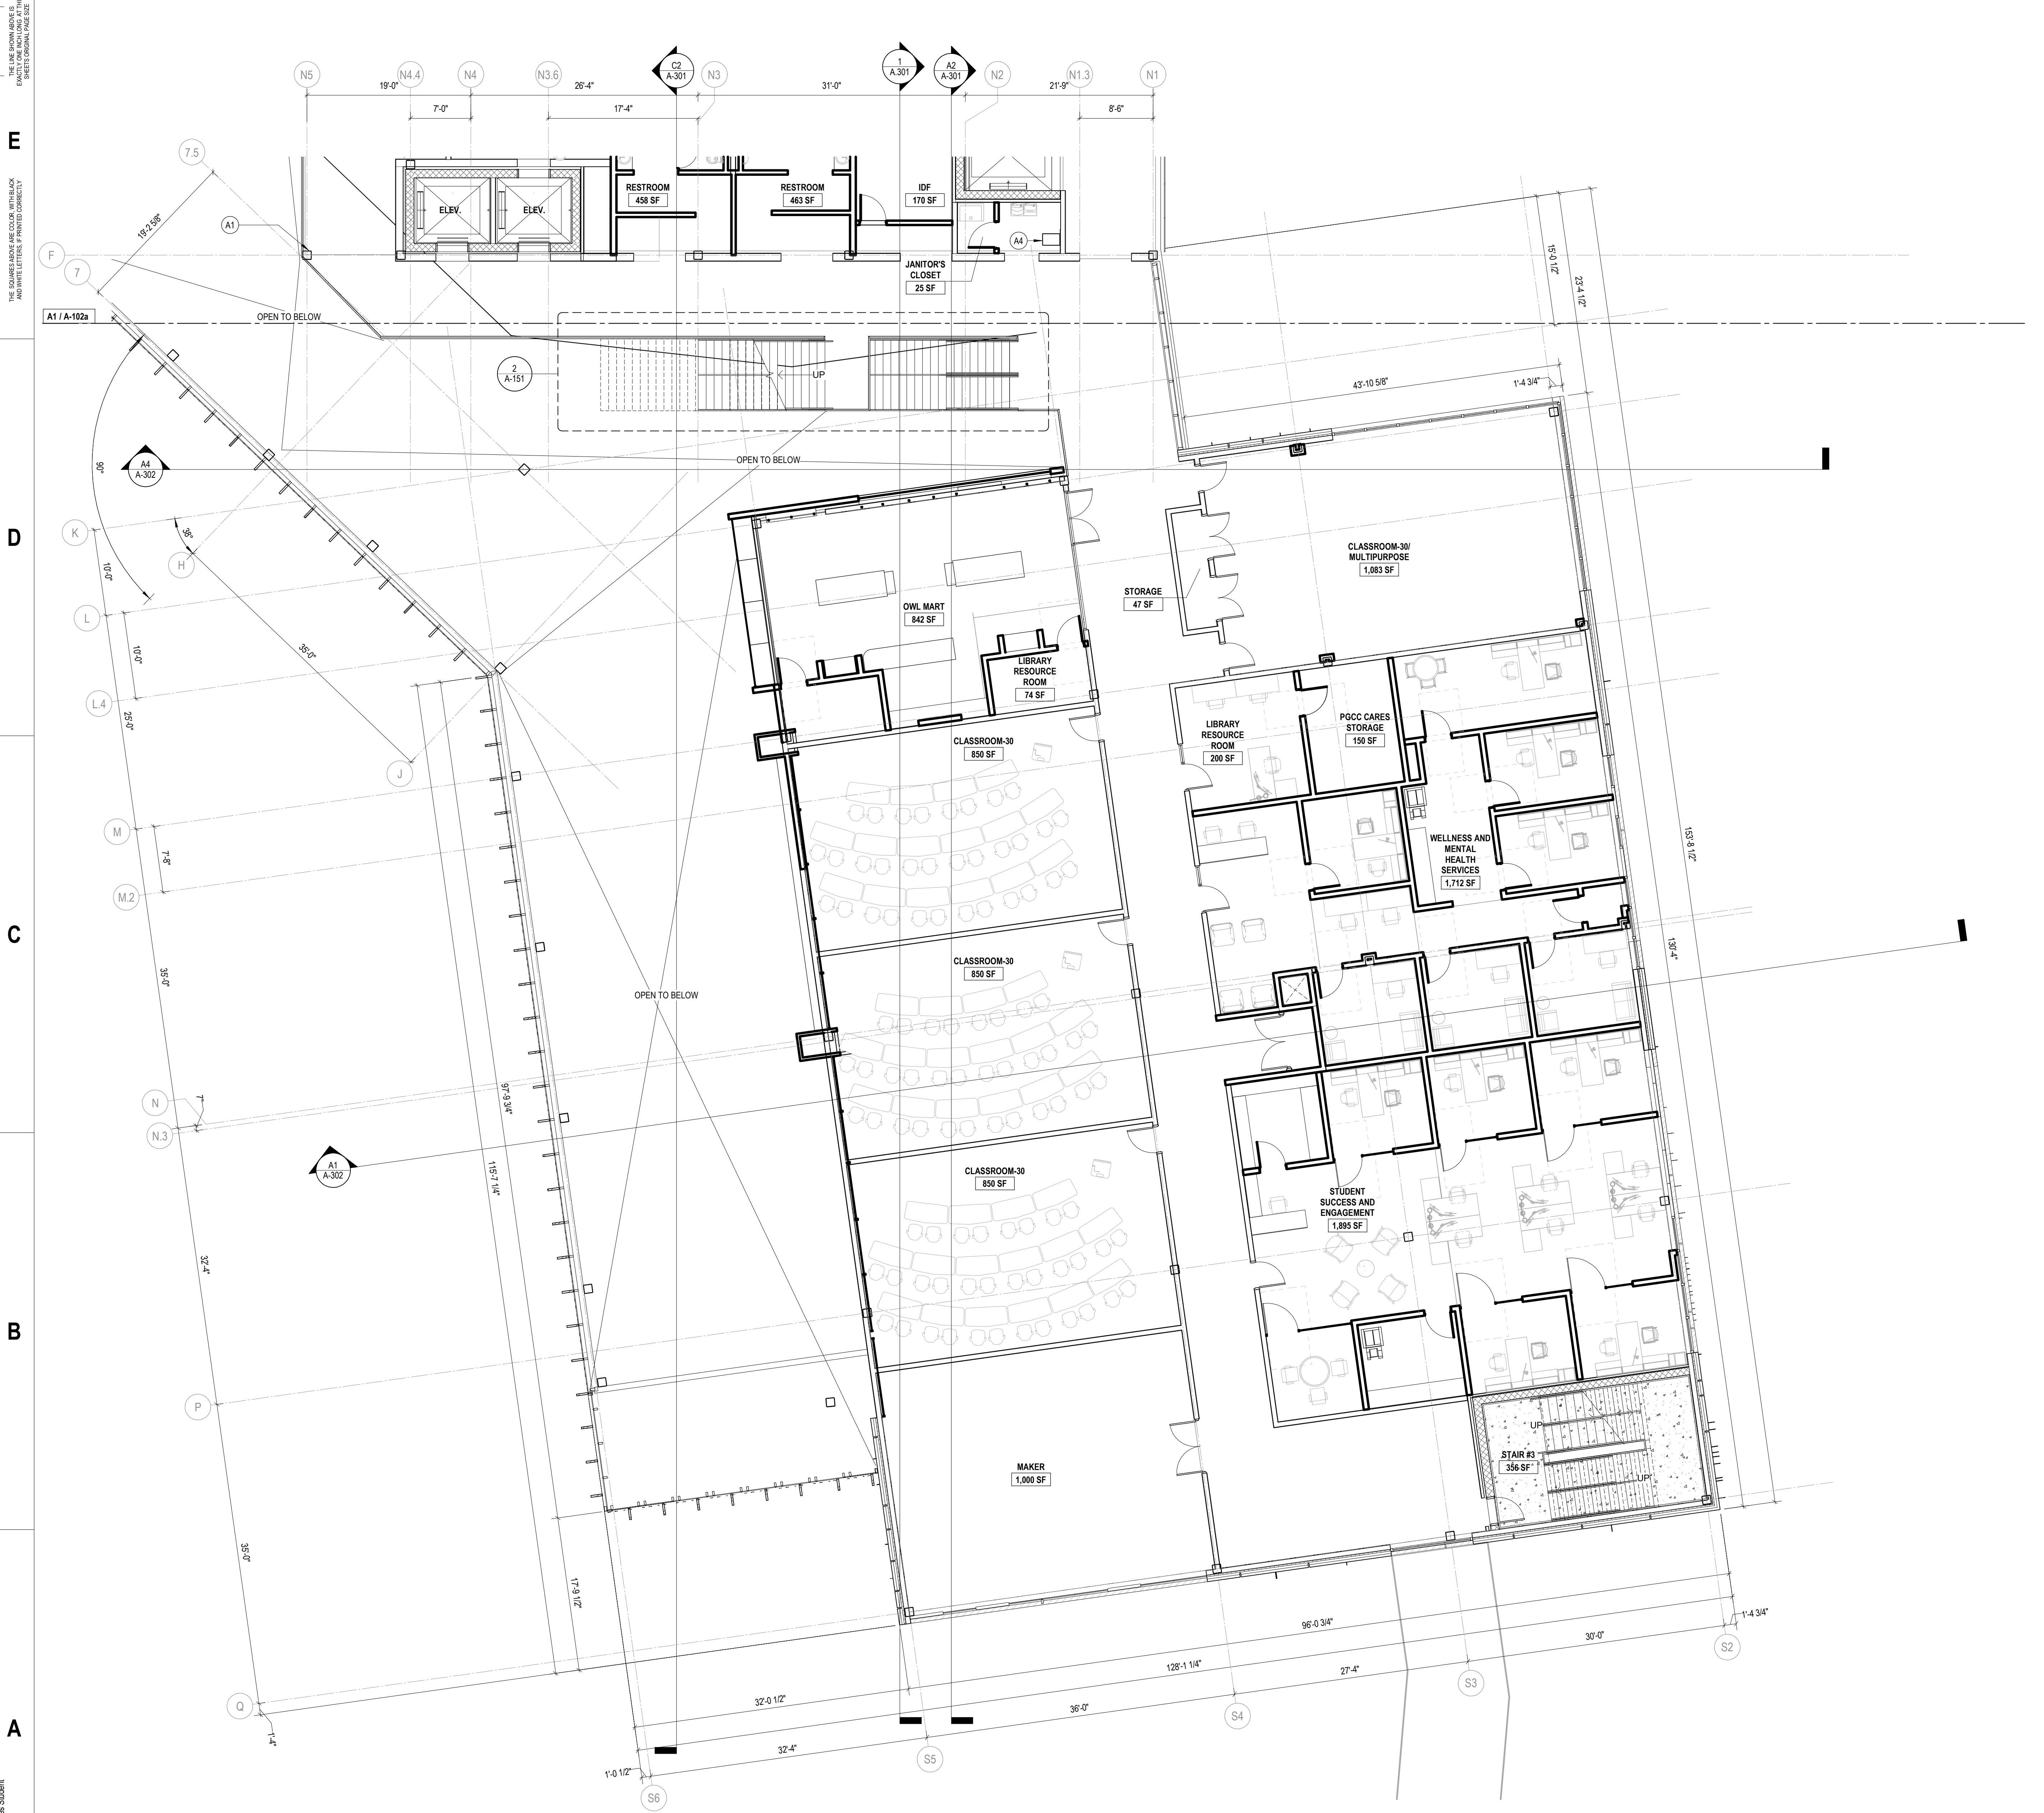 THE LINE SHOWN ABOVE IS
EXACTLY ONE INCH LONG, AT THE
SHEETS ORIGINAL PAGE SIZE
THE SQUARES ABOVE ARE COLOR, WITH BLACK
AND WHITE LETTERS, IF PRINTED CORRECTLY
E
D
C
B
A
N5
N4.4
N4
N3.6
C2
A-301
N3
1
A.301
A2
A-301
N2
N1.3
N1
19'-0"
26'-4"
31'-0"
21'-9"
7'-0"
17'-4"
8'-6"
7.5
19'-2 5/8"
F
7
A1
ELEV.
ELEV.
RESTROOM
458 SF
RESTROOM
463 SF
IDF
170 SF
A4
JANITOR'S
CLOSET
25 SF
A1 / A-102a
OPEN TO BELOW
2
A-151
UP
15'-0 1/2"
23'-4 1/2"
43'-10 5/8"
1'-4 3/4"
90°
A4
A-302
OPEN TO BELOW
K
38°
H
10'-0"
L
10'-0"
L.4
25'-0"
35'-0"
J
M
7'-8"
M.2
35'-0"
N
7"
N.3
32'-4"
P
35'-0"
Q
1'-4"
CLASSROOM-30/
MULTIPURPOSE
1,083 SF
STORAGE
47 SF
OWL MART
842 SF
LIBRARY
RESOURCE
ROOM
74 SF
LIBRARY
RESOURCE
ROOM
200 SF
PGCC CARES
STORAGE
150 SF
CLASSROOM-30
850 SF
WELLNESS AND
MENTAL
HEALTH
SERVICES
1,712 SF
153'-8 1/2"
130'-4"
CLASSROOM-30
850 SF
OPEN TO BELOW
97'-9 3/4"
115'-7 1/4"
A1
A-302
CLASSROOM-30
850 SF
STUDENT
SUCCESS AND
ENGAGEMENT
1,895 SF
UP
STAIR #3
356 SF
UP
MAKER
1,000 SF
17'-9 1/2"
96'-0 3/4"
1'-4 3/4"
30'-0"
S2
128'-1 1/4"
27'-4"
S3
32'-0 1/2"
36'-0"
S4
32'-4"
S5
1'-0 1/2"
S6